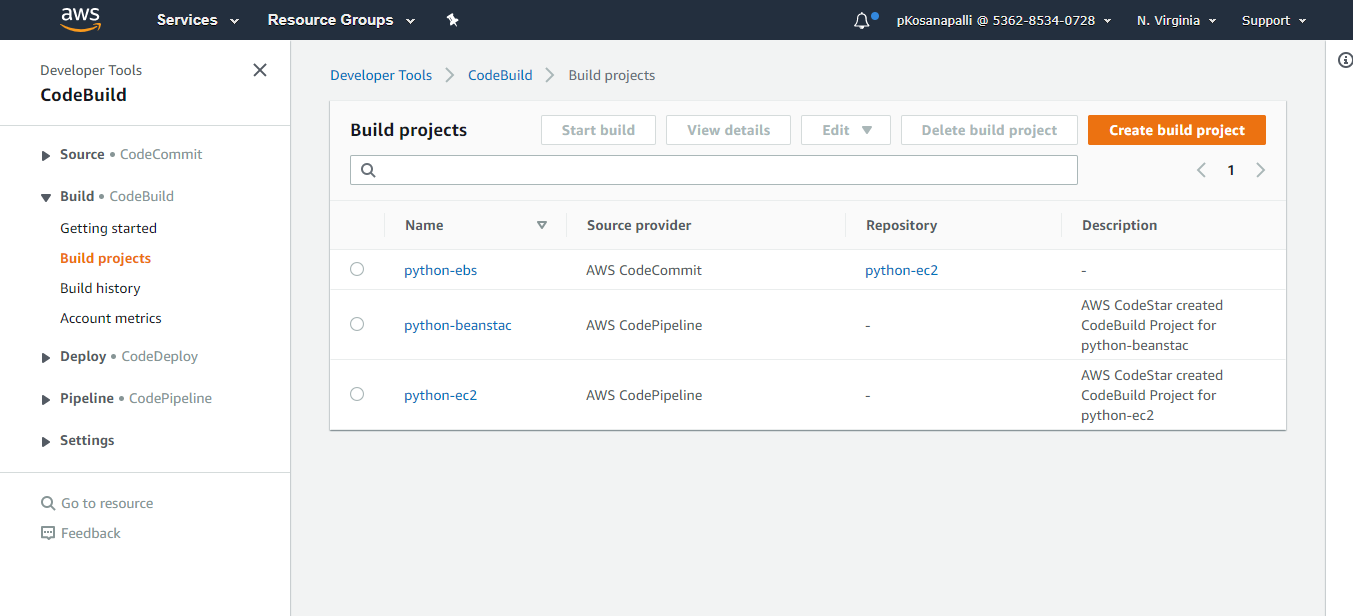 aws Services Resource Groups pKosanapalli @ 5362-8534-0728 N. Virginia Support
Developer Tools
CodeBuild
Source • CodeCommit
Build • CodeBuild
Getting started
Build projects
Build history
Account metrics
Deploy • CodeDeploy
Pipeline • CodePipeline
Settings
Go to resource
Feedback
Developer Tools CodeBuild Build projects
Build projects Start build View details Edit Delete build project Create build project
1
Name Source provider Repository Description
python-ebs AWS CodeCommit python-ec2 -
python-beanstac AWS CodePipeline - AWS CodeStar created
CodeBuild Project for
python-beanstac
python-ec2 AWS CodePipeline - AWS CodeStar created
CodeBuild Project for
python-ec2